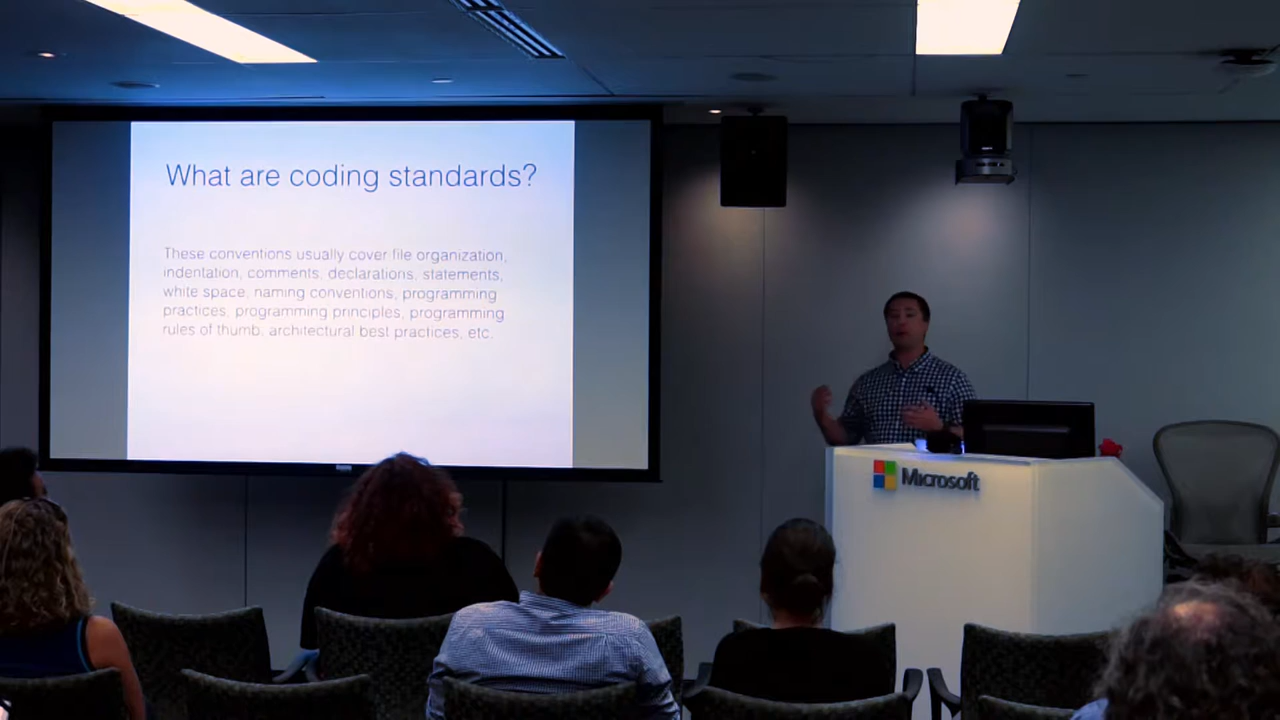 What are coding standards?
These conventions usually cover file organization,
indentation, comments, declarations, statements,
white space, naming conventions, programming
practices, programming principles, programming
rules of thumb, architectural best practices, etc.
Microsoft